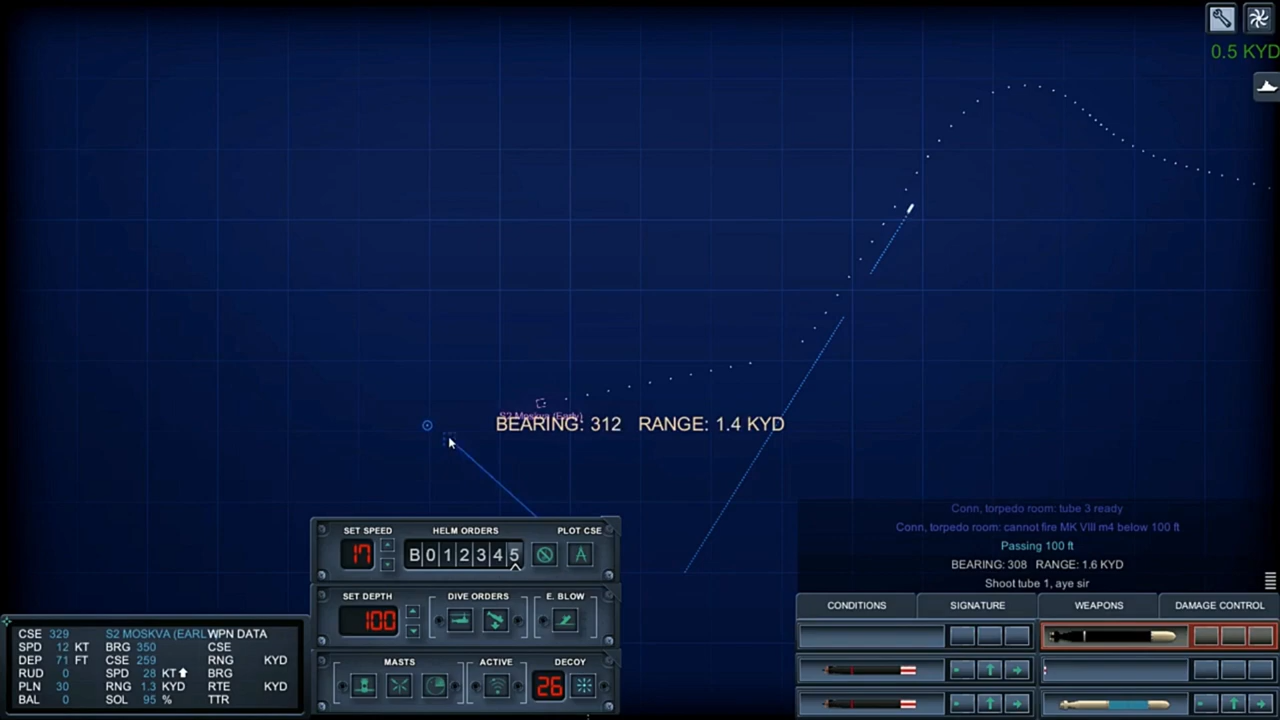 0.5 KYD
S2 Moskva (Early)
BEARING: 312 RANGE: 1.4 KYD
Conn, torpedo room: tube 3 ready
Conn, torpedo room: cannot fire MK VIII m4 below 100 ft
Passing 100 ft
BEARING: 308 RANGE: 1.6 KYD
Shoot tube 1, aye sir
SET SPEED HELM ORDERS PLOT CSE
17 B 0 1 2 3 4 5
SET DEPTH DIVE ORDERS E. BLOW
100
MASTS ACTIVE DECOY
26
CONDITIONS SIGNATURE WEAPONS DAMAGE CONTROL
CSE 329 S2 MOSKVA (EARL WPN DATA
SPD 12 KT BRG 350 CSE
DEP 71 FT CSE 259 RNG KYD
RUD 0 SPD 28 KT BRG
PLN 30 RNG 1.3 KYD RTE KYD
BAL 0 SOL 95 % TTR